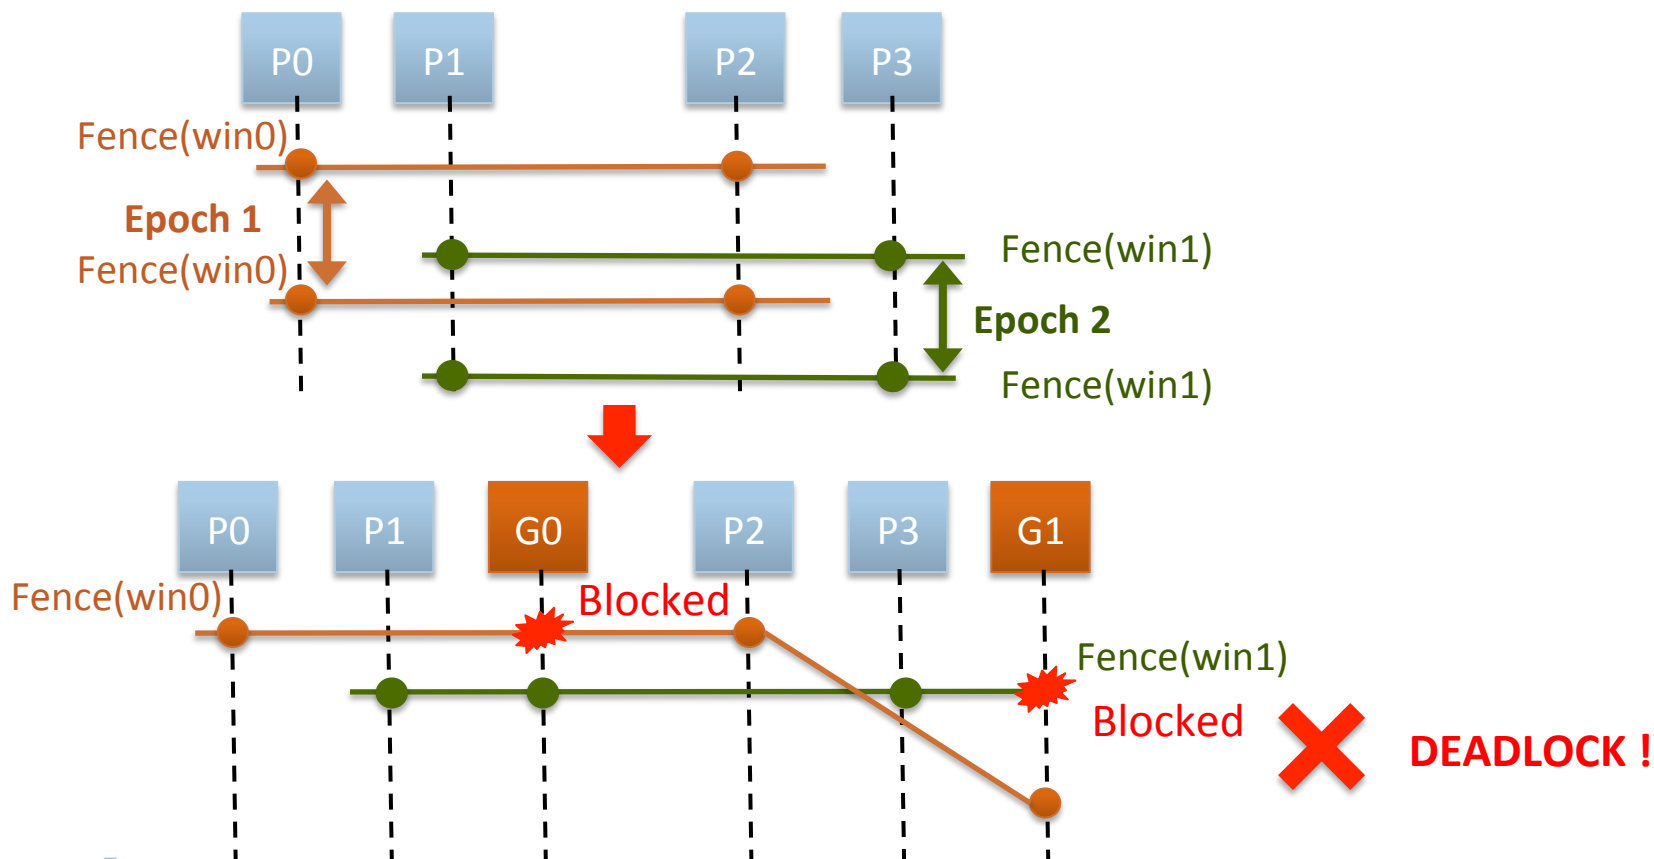 P0 P1 P2 P3
Fence(win0)
Epoch 1
Fence(win1)
Fence(win0)
Epoch 2
Fence(win1)
P0 P1 G0 P2 P3 G1
Fence(win0)
Blocked
Fence(win1)
Blocked
DEADLOCK !